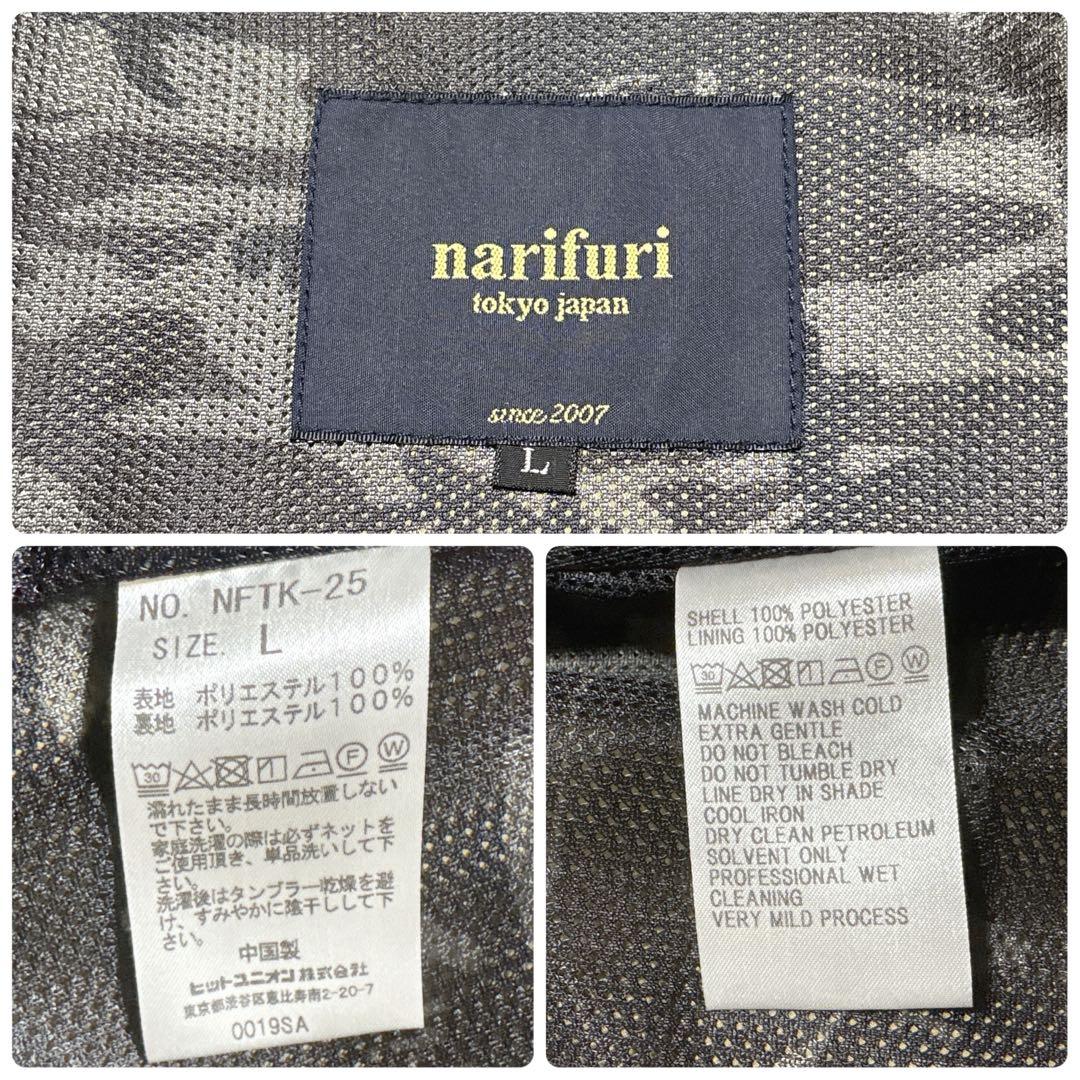 narifuri
tokyo japan
since 2007
L
NO. NFTK-25
SIZE. L
表地 ポリエステル100%
裏地 ポリエステル100%
30 F W
濡れたまま長時間放置しない
で下さい。
家庭洗濯の際は必ずネットを
ご使用頂き、単品洗いして下
さい。
洗濯後はタンブラー乾燥を避
け、すみやかに陰干しして下
さい。
中国製
ヒットユニオン株式会社
東京都渋谷区恵比寿南2-20-7
0019SA
SHELL 100% POLYESTER
LINING 100% POLYESTER
30 F W
MACHINE WASH COLD
EXTRA GENTLE
DO NOT BLEACH
DO NOT TUMBLE DRY
LINE DRY IN SHADE
COOL IRON
DRY CLEAN PETROLEUM
SOLVENT ONLY
PROFESSIONAL WET
CLEANING
VERY MILD PROCESS